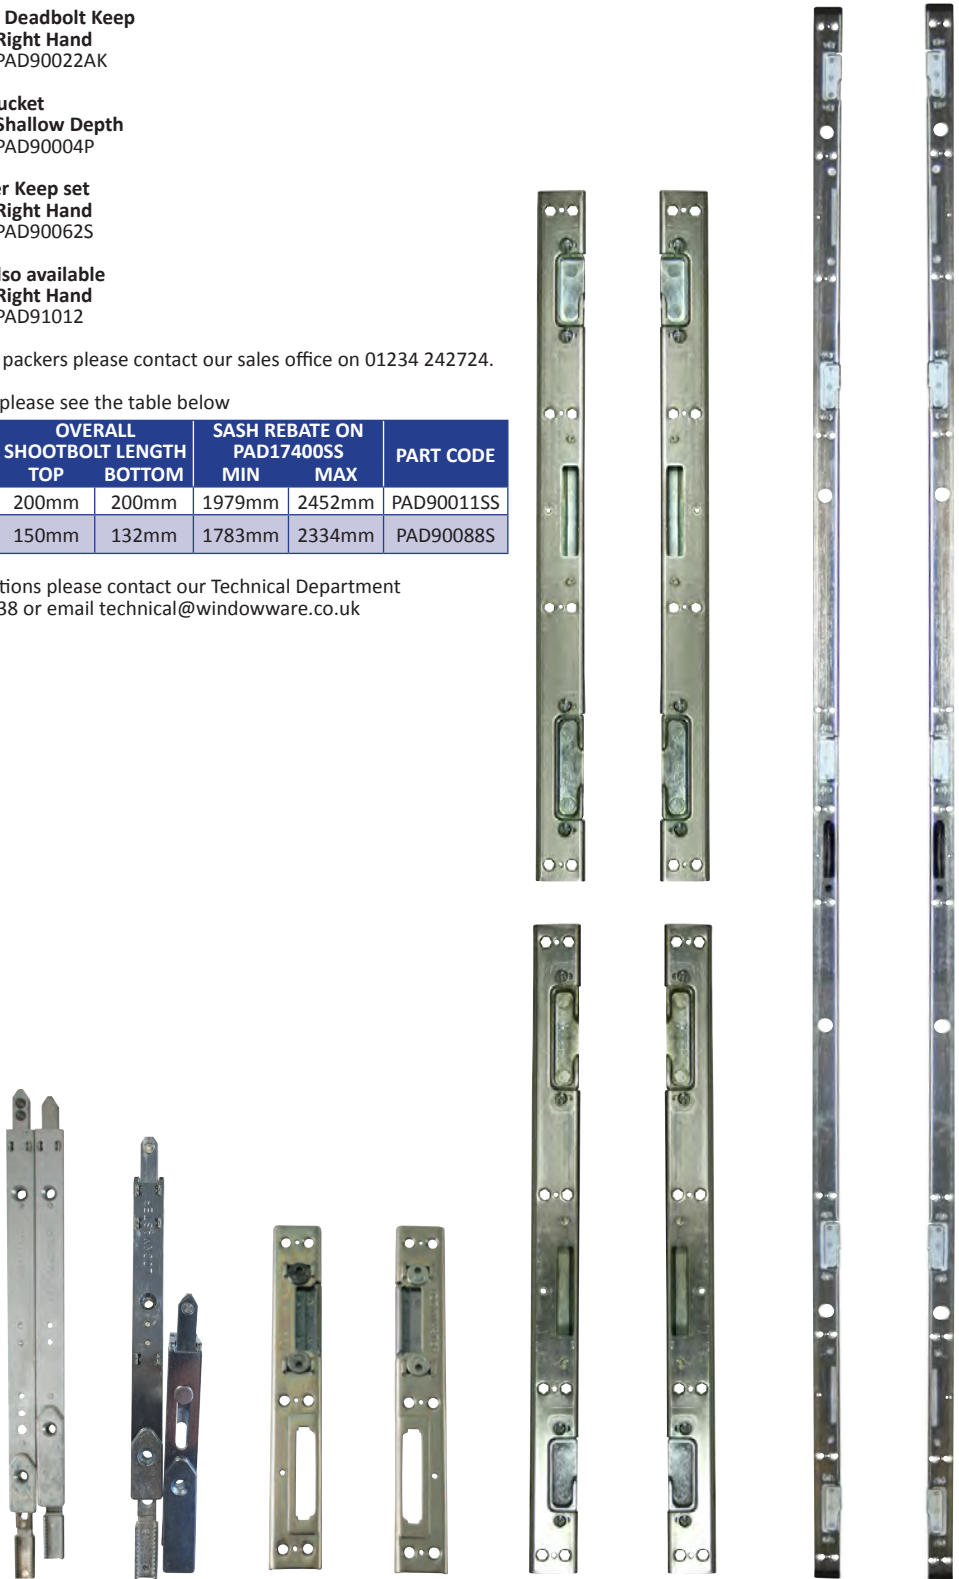 Deadbolt Keep
Right Hand
PAD90022AK
Shallow Depth
PAD90004P
Keep set
Right Hand
PAD90062S
available
Right Hand
PAD91012
packers please contact our sales office on 01234 242724.
please see the table below
OVERALL SHOOTBOLT LENGTH SASH REBATE ON PAD17400SS PART CODE
TOP BOTTOM MIN MAX
200mm 200mm 1979mm 2452mm PAD90011SS
150mm 132mm 1783mm 2334mm PAD90088S
please contact our Technical Department
38 or email technical@windowware.co.uk
LOCKMASTER